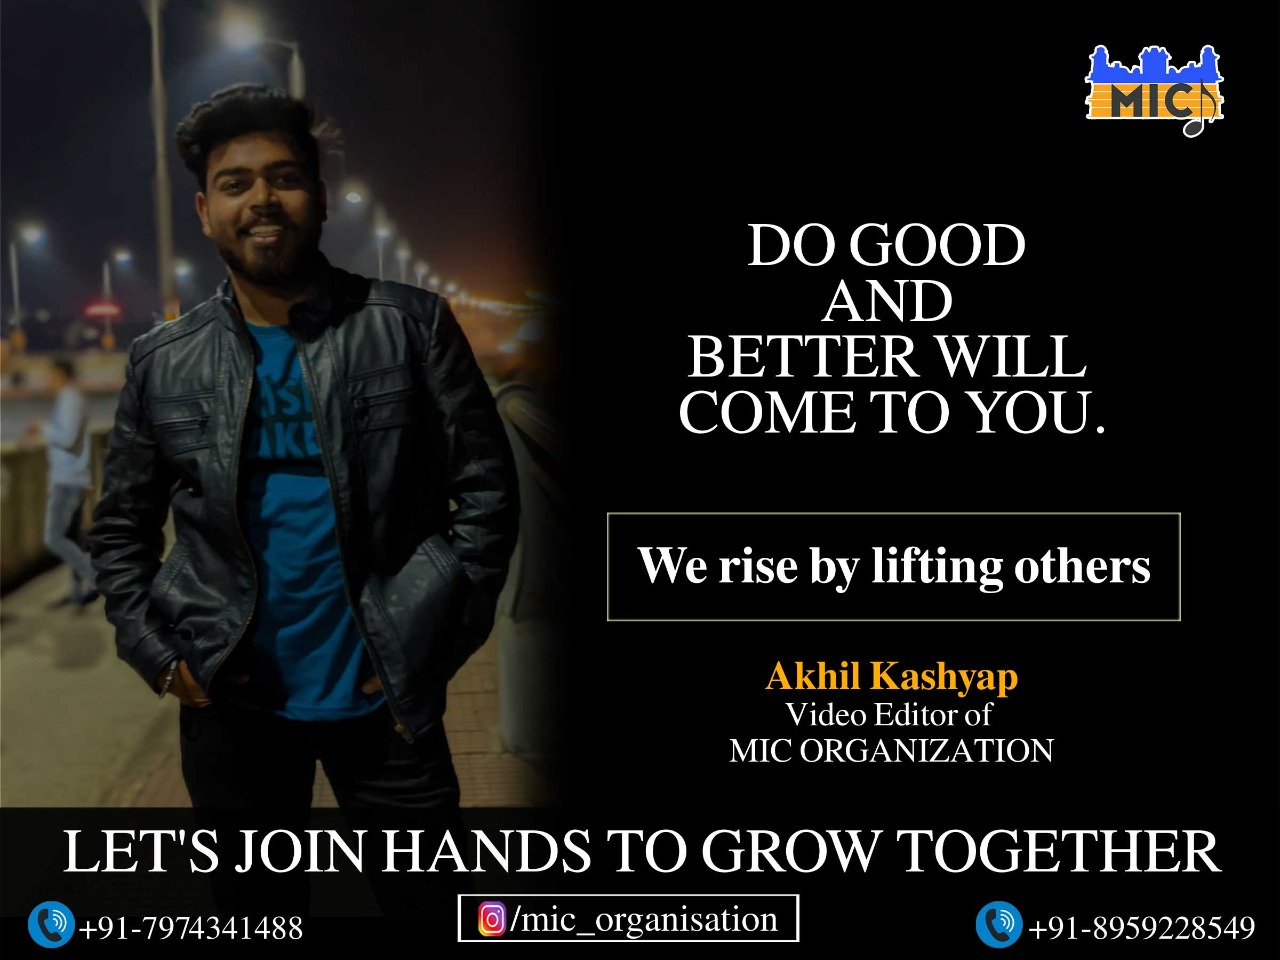 MIC
DO GOOD
AND
BETTER WILL
COME TO YOU.
We rise by lifting others
Akhil Kashyap
Video Editor of
MIC ORGANIZATION
LET'S JOIN HANDS TO GROW TOGETHER
+91-7974341488
/mic_organisation
+91-8959228549